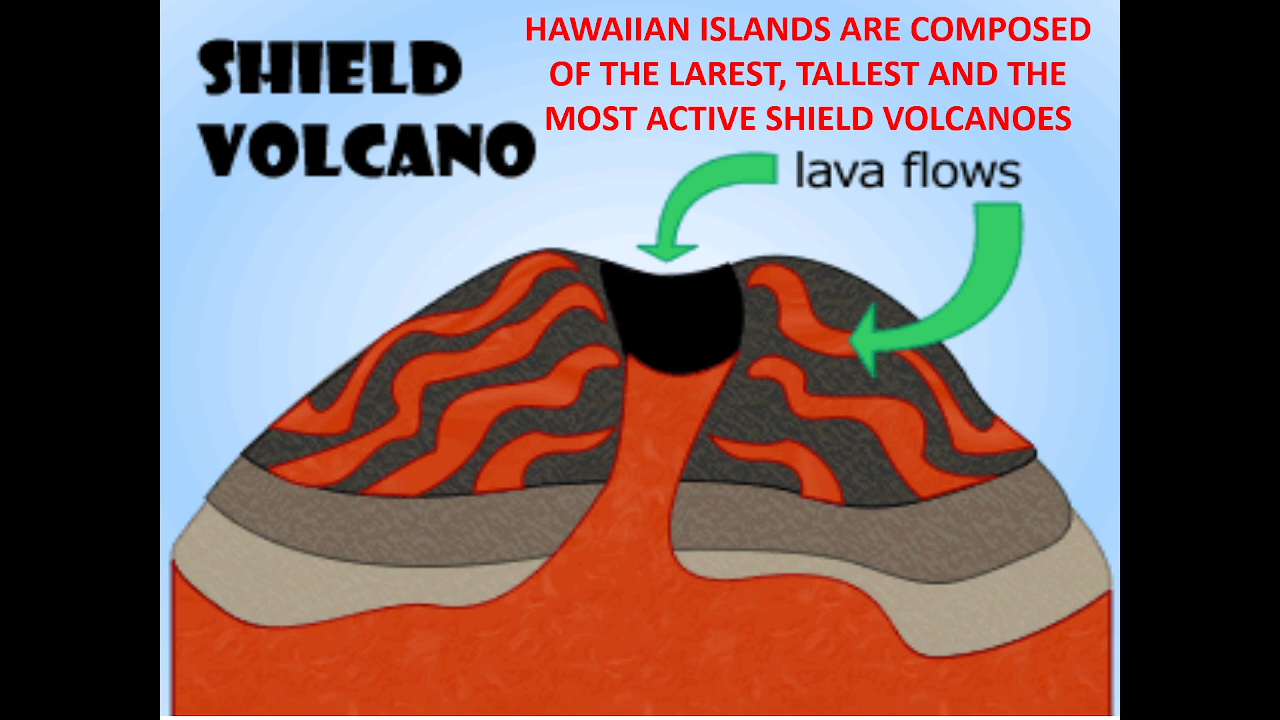 SHIELD
VOLCANO
HAWAIIAN ISLANDS ARE COMPOSED
OF THE LAREST, TALLEST AND THE
MOST ACTIVE SHIELD VOLCANOES
lava flows